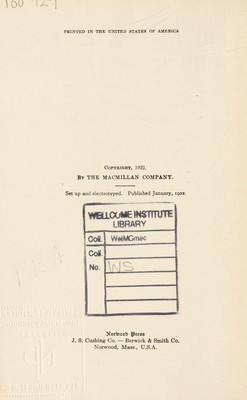 PRINTED IN THE UNITED STATES OF AMERICA
COPYRIGHT, 1922,
BY THE MACMILLAN COMPANY.
Set up and electrotyped. Published January, 1922.
WELLCOME INSTITUTE
LIBRARY
Coll. WelMOmec
Coll.
No. WS
Norwood Press
J. S. Cushing Co. — Berwick & Smith Co.
Norwood, Mass., U.S.A.